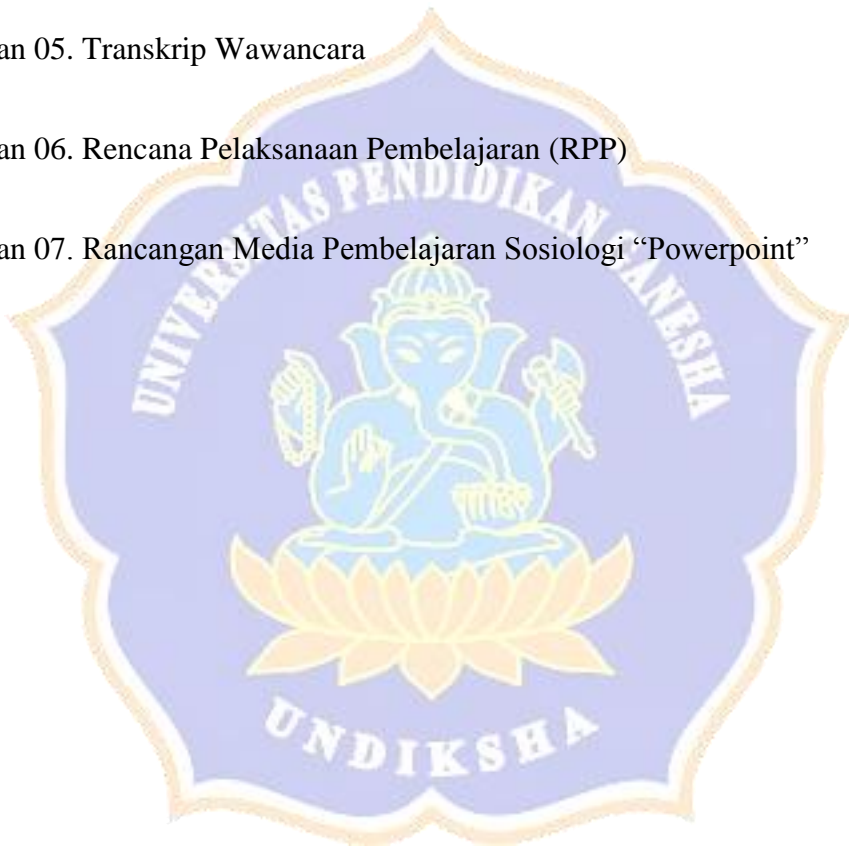 an 05. Transkrip Wawancara
an 06. Rencana Pelaksanaan Pembelajaran (RPP)
an 07. Rancangan Media Pembelajaran Sosiologi “Powerpoint”
UNIVERSITAS PENDIDIKAN GANESHA
UNDIKSHA